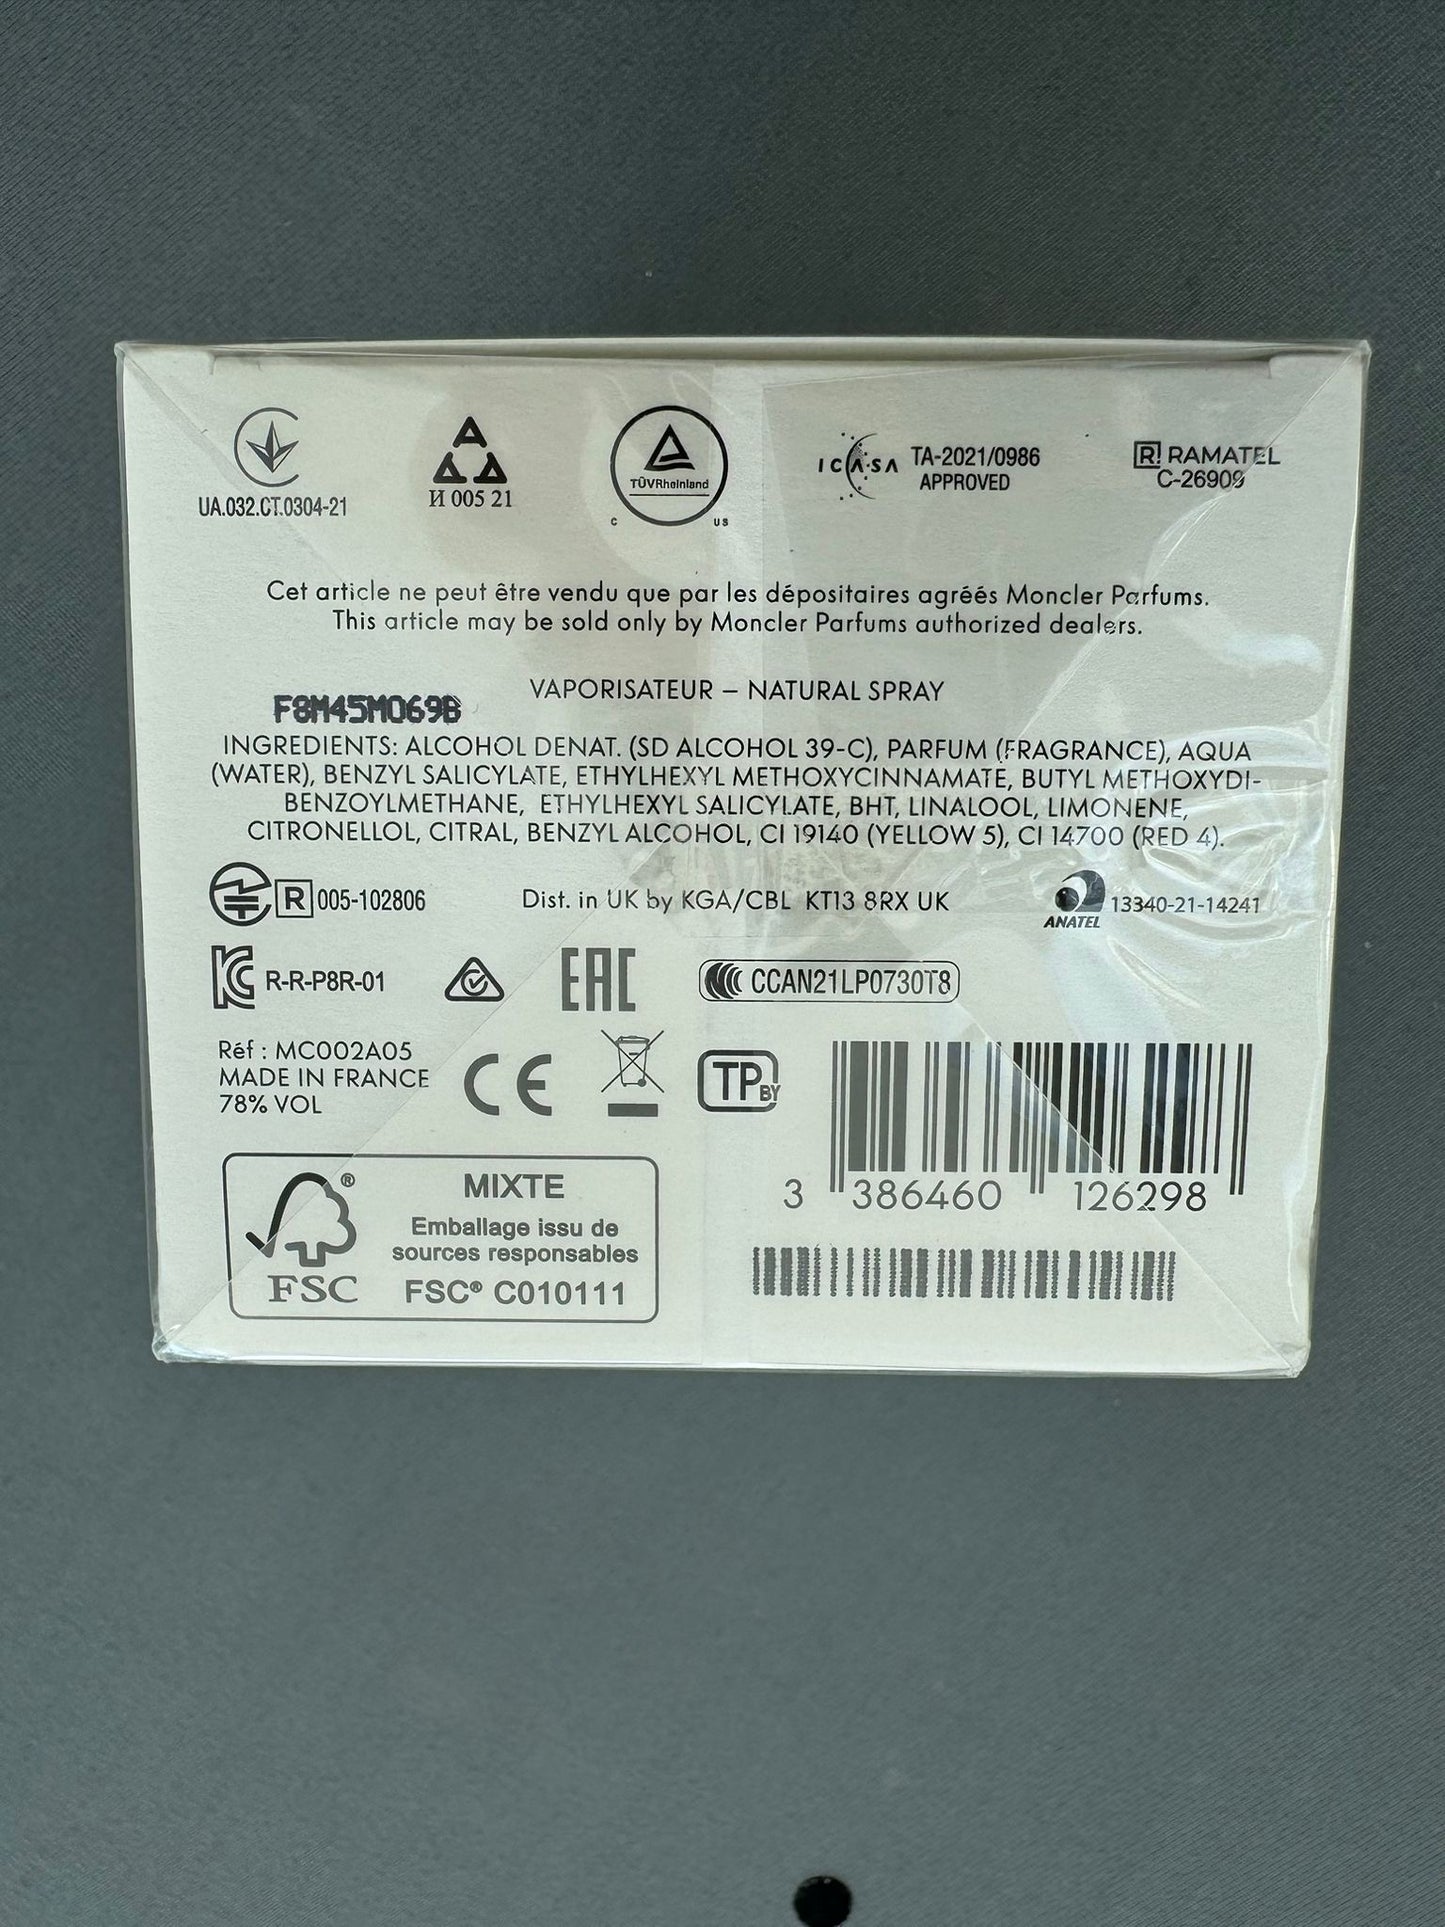 UA.032.CT.0304-21
И 005 21
TÜVRheinland
C US
ICASA TA-2021/0986
APPROVED
R RAMATEL
C-26909
Cet article ne peut être vendu que par les dépositaires agréés Moncler Parfums.
This article may be sold only by Moncler Parfums authorized dealers.
VAPORISATEUR – NATURAL SPRAY
F8M45M069B
INGREDIENTS: ALCOHOL DENAT. (SD ALCOHOL 39-C), PARFUM (FRAGRANCE), AQUA
(WATER), BENZYL SALICYLATE, ETHYLHEXYL METHOXYCINNAMATE, BUTYL METHOXYDI-
BENZOYLMETHANE, ETHYLHEXYL SALICYLATE, BHT, LINALOOL, LIMONENE,
CITRONELLOL, CITRAL, BENZYL ALCOHOL, CI 19140 (YELLOW 5), CI 14700 (RED 4).
R 005-102806
Dist. in UK by KGA/CBL KT13 8RX UK
ANATEL 13340-21-14241
R-R-P8R-01
EAC
CCAN21LP0730T8
Réf : MC002A05
MADE IN FRANCE
78% VOL
CE
TP BY
3 386460 126298
FSC
MIXTE
Emballage issu de
sources responsables
FSC® C010111